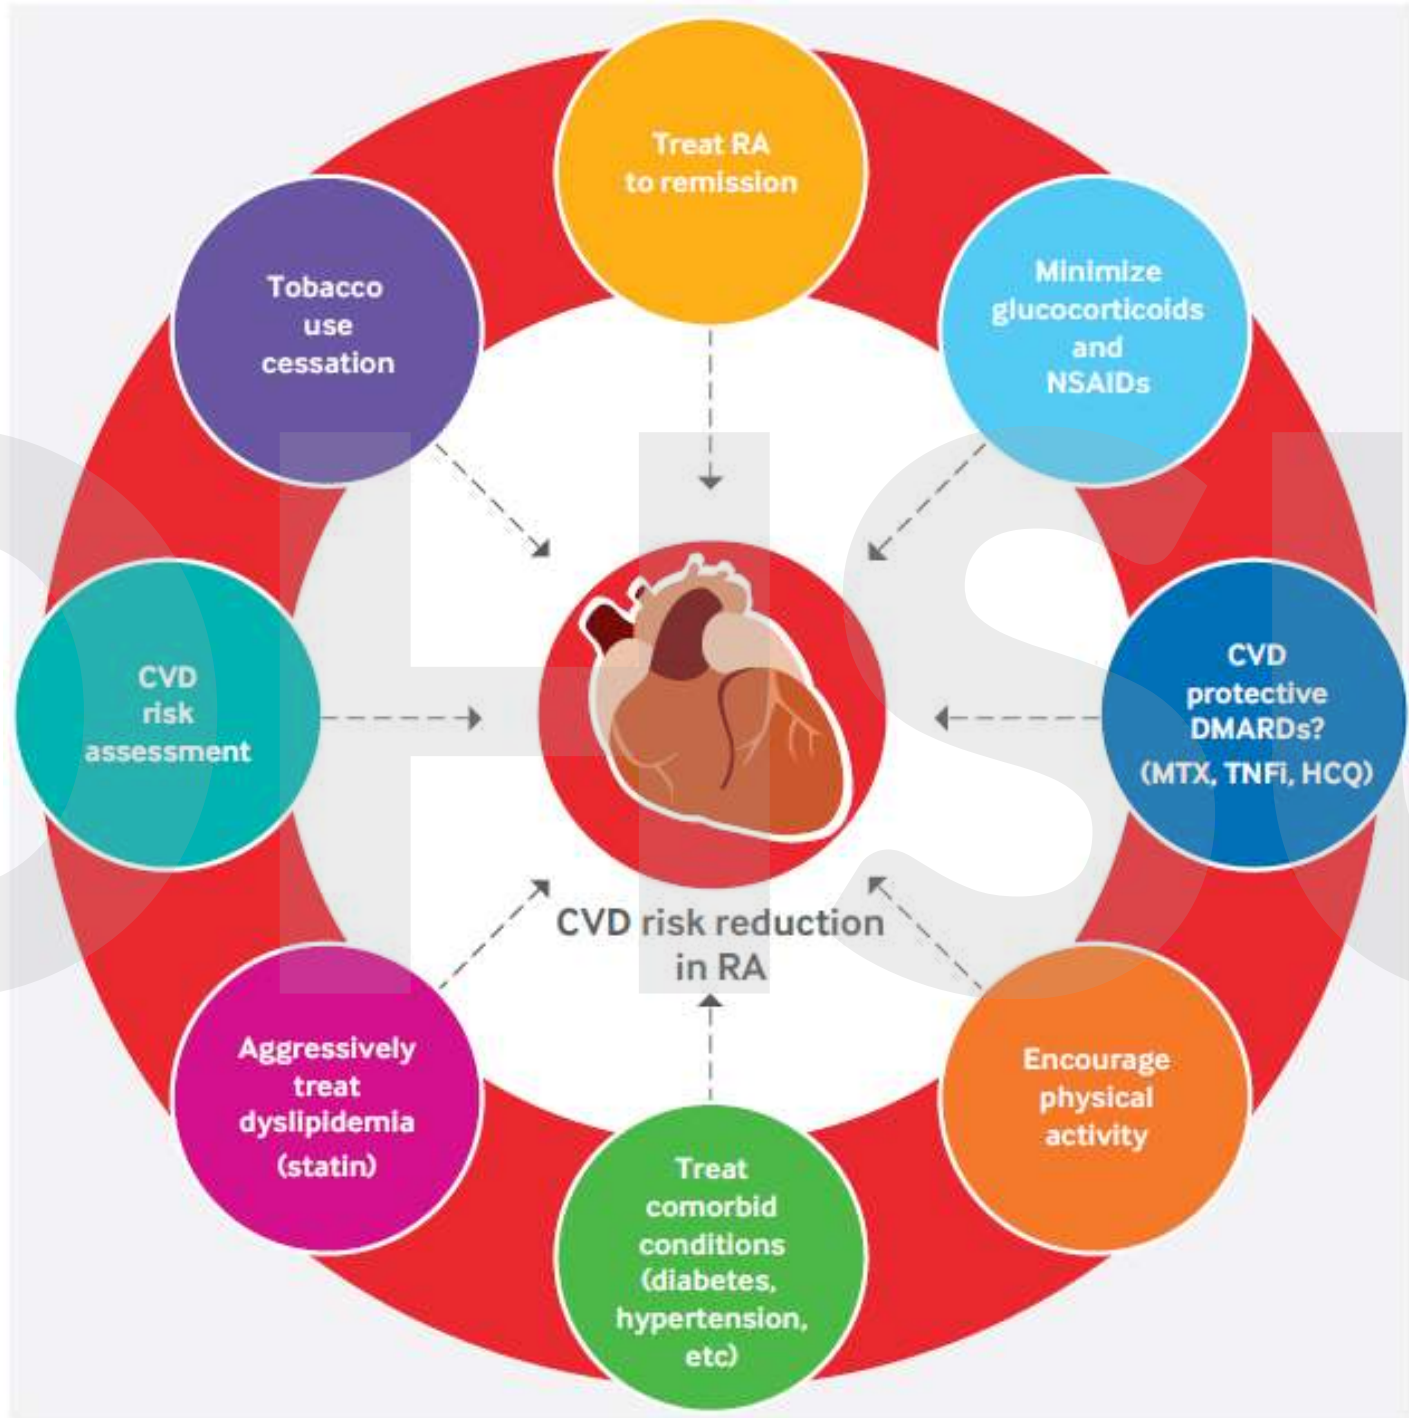 Treat RA
to remission
Minimize
glucocorticoids
and
NSAIDs
CVD
protective
DMARDs?
(MTX, TNFi, HCQ)
Encourage
physical
activity
Treat
comorbid
conditions
(diabetes,
hypertension,
etc)
Aggressively
treat
dyslipidemia
(statin)
CVD
risk
assessment
Tobacco
use
cessation
CVD risk reduction
in RA